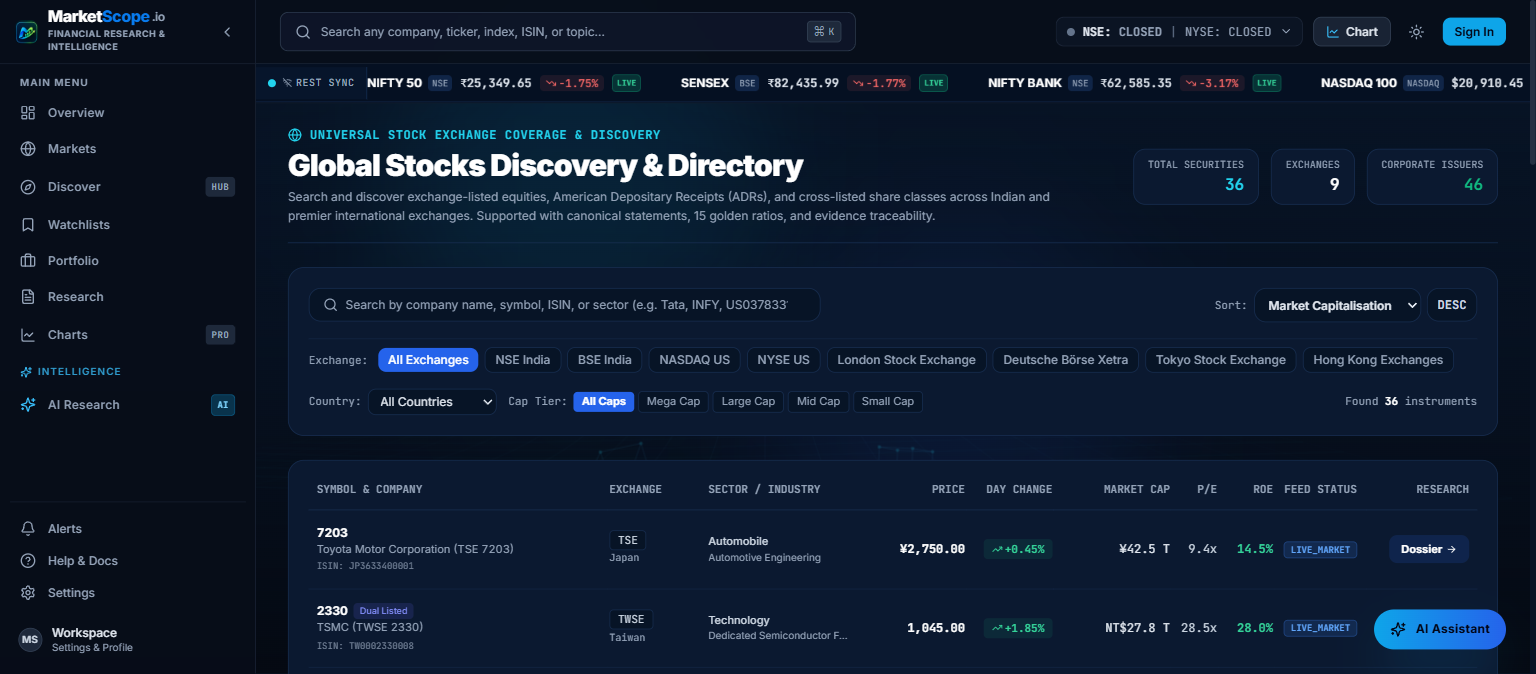 MarketScope.io
FINANCIAL RESEARCH &
INTELLIGENCE
Search any company, ticker, index, ISIN, or topic...
⌘ K
NSE: CLOSED | NYSE: CLOSED
Chart
Sign In
MAIN MENU
Overview
Markets
Discover HUB
Watchlists
Portfolio
Research
Charts PRO
INTELLIGENCE
AI Research AI
Alerts
Help & Docs
Settings
MS
Workspace
Settings & Profile
REST SYNC NIFTY 50 NSE ₹25,349.65 -1.75% LIVE SENSEX BSE ₹82,435.99 -1.77% LIVE NIFTY BANK NSE ₹62,585.35 -3.17% LIVE NASDAQ 100 NASDAQ $20,910.45
UNIVERSAL STOCK EXCHANGE COVERAGE & DISCOVERY
Global Stocks Discovery & Directory
Search and discover exchange-listed equities, American Depositary Receipts (ADRs), and cross-listed share classes across Indian and
premier international exchanges. Supported with canonical statements, 15 golden ratios, and evidence traceability.
TOTAL SECURITIES
36
EXCHANGES
9
CORPORATE ISSUERS
46
Search by company name, symbol, ISIN, or sector (e.g. Tata, INFY, US037833
Sort: Market Capitalisation DESC
Exchange: All Exchanges NSE India BSE India NASDAQ US NYSE US London Stock Exchange Deutsche Börse Xetra Tokyo Stock Exchange Hong Kong Exchanges
Country: All Countries Cap Tier: All Caps Mega Cap Large Cap Mid Cap Small Cap Found 36 instruments
SYMBOL & COMPANY EXCHANGE SECTOR / INDUSTRY PRICE DAY CHANGE MARKET CAP P/E ROE FEED STATUS RESEARCH
7203
Toyota Motor Corporation (TSE 7203)
ISIN: JP3633400001
TSE
Japan
Automobile
Automotive Engineering
¥2,750.00 +0.45% ¥42.5 T 9.4x 14.5% LIVE_MARKET Dossier →
2330 Dual Listed
TSMC (TWSE 2330)
ISIN: TW0002330008
TWSE
Taiwan
Technology
Dedicated Semiconductor F...
1,045.00 +1.85% NT$27.8 T 28.5x 28.0% LIVE_MARKET
AI Assistant